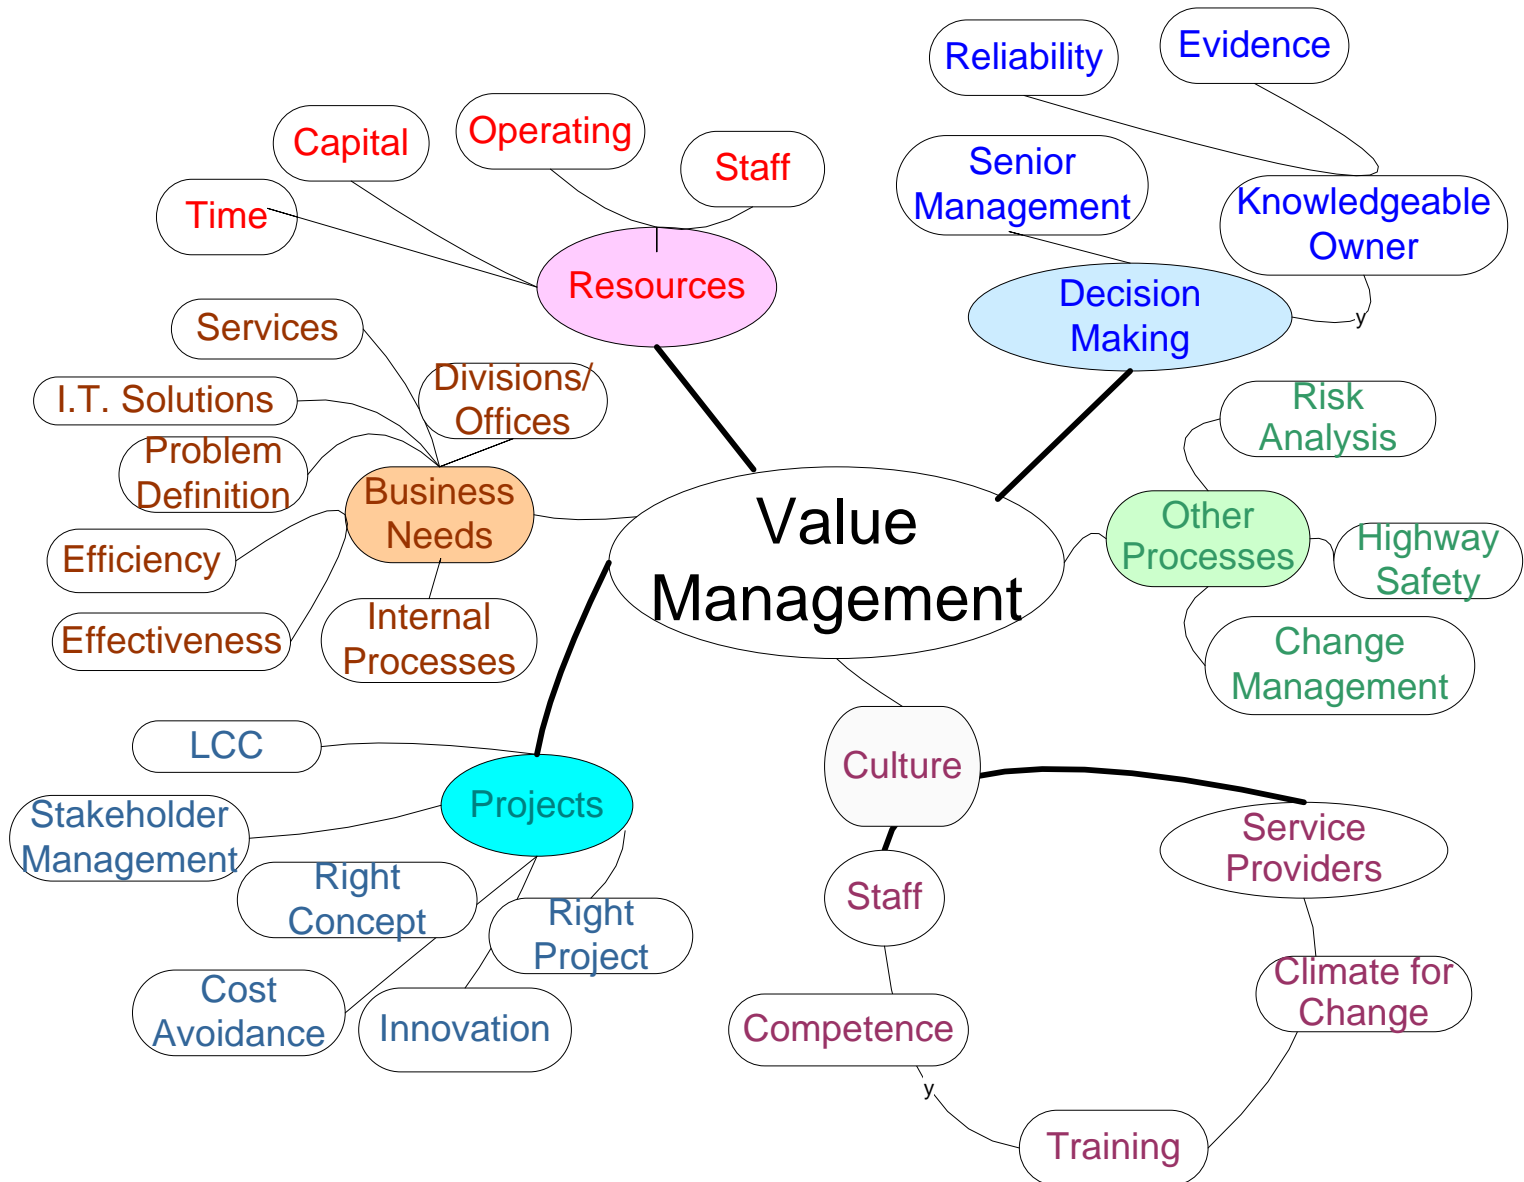 Reliability
Evidence
Capital
Operating
Staff
Time
Senior
Management
Knowledgeable
Owner
Resources
Decision
Making
y
Services
I.T. Solutions
Divisions/
Offices
Problem
Definition
Business
Needs
Efficiency
Effectiveness
Internal
Processes
Value
Management
Risk
Analysis
Other
Processes
Highway
Safety
Change
Management
LCC
Projects
Stakeholder
Management
Right
Concept
Right
Project
Cost
Avoidance
Innovation
Culture
Service
Providers
Staff
Climate for
Change
Competence
y
Training